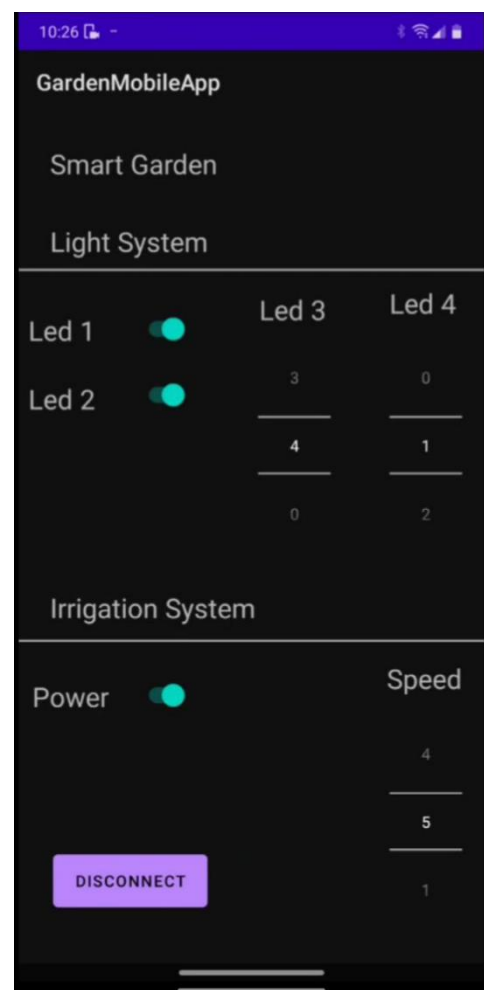 10:26
GardenMobileApp
Smart Garden
Light System
Led 1
Led 2
Led 3
3
4
0
Led 4
0
1
2
Irrigation System
Power
Speed
4
5
1
DISCONNECT